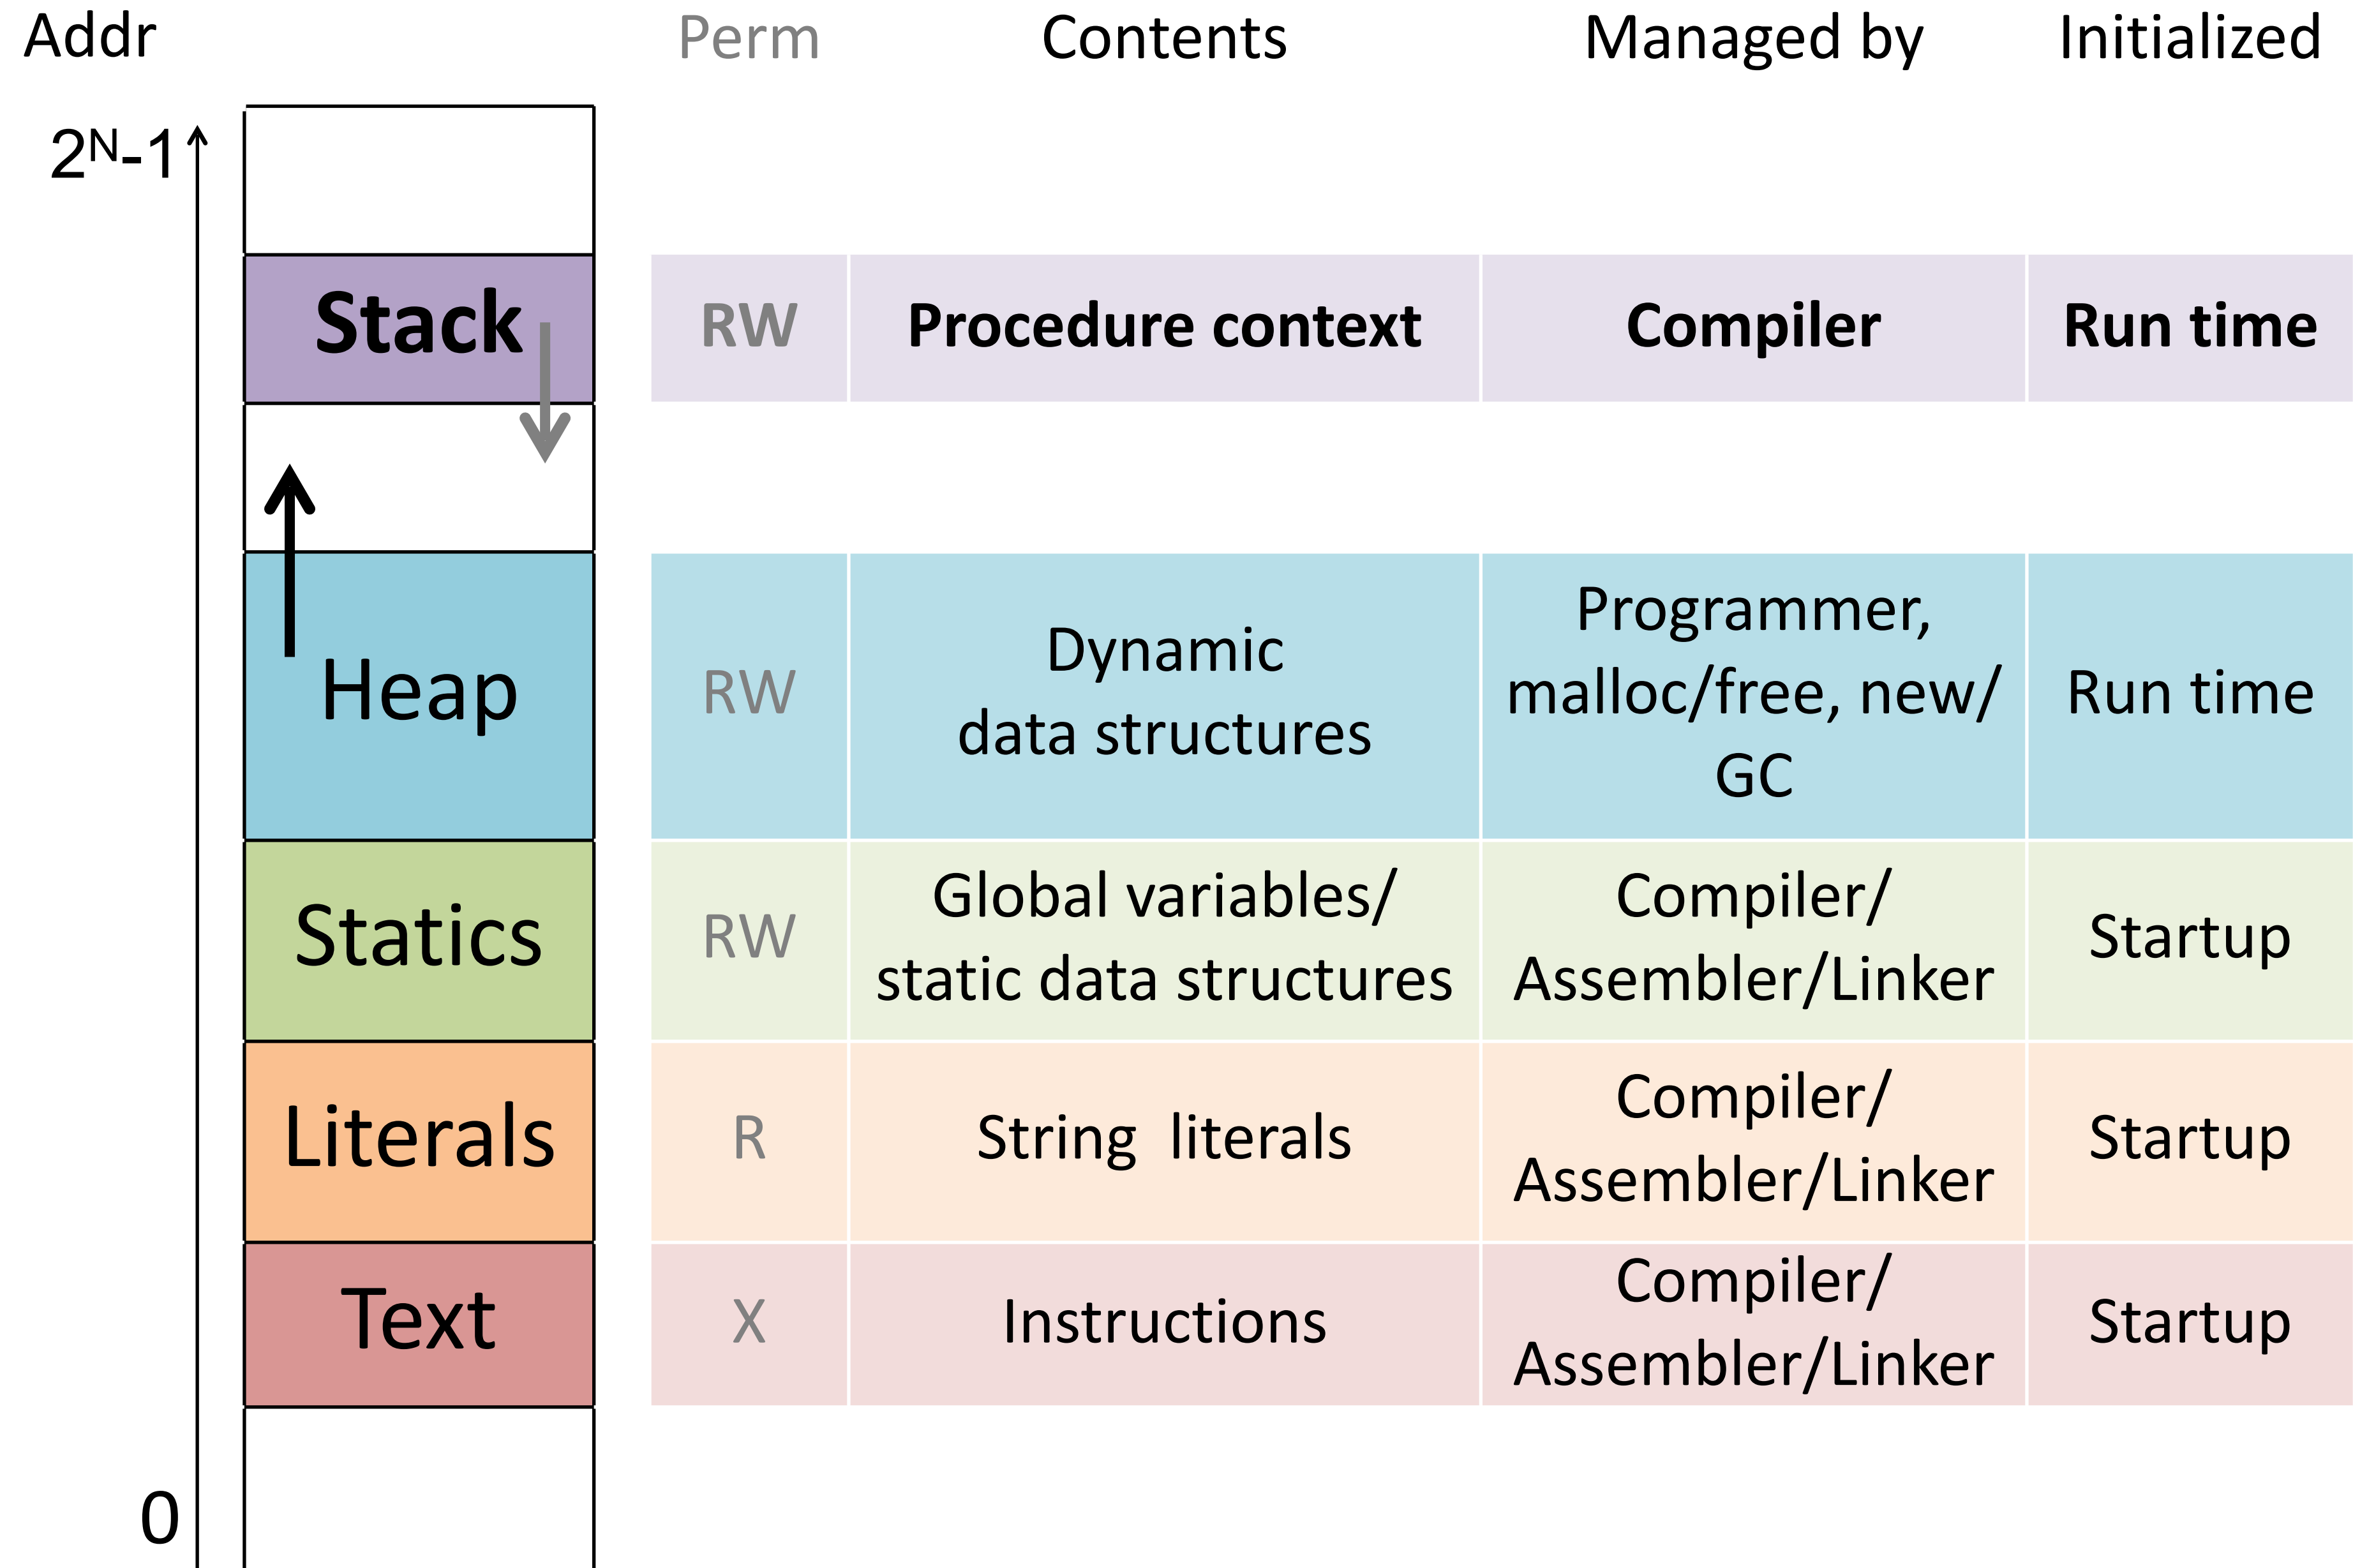 Addr Perm Contents Managed by Initialized
2ᴺ-1
Stack RW Procedure context Compiler Run time
Heap RW Dynamic data structures Programmer, malloc/free, new/ GC Run time
Statics RW Global variables/ static data structures Compiler/ Assembler/Linker Startup
Literals R String literals Compiler/ Assembler/Linker Startup
Text X Instructions Compiler/ Assembler/Linker Startup
0